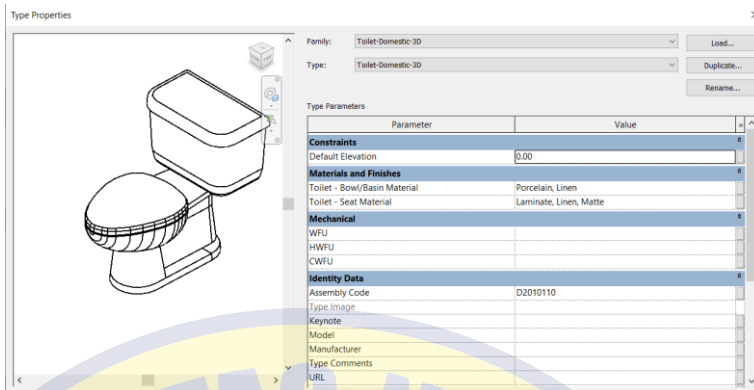 Type Properties
Family: Toilet-Domestic-3D Load...
Type: Toilet-Domestic-3D Duplicate...
Rename...
Type Parameters
Parameter Value =
Constraints
Default Elevation 0.00
Materials and Finishes
Toilet - Bowl/Basin Material Porcelain, Linen
Toilet - Seat Material Laminate, Linen, Matte
Mechanical
WFU
HWFU
CWFU
Identity Data
Assembly Code D2010110
Type Image
Keynote
Model
Manufacturer
Type Comments
URL